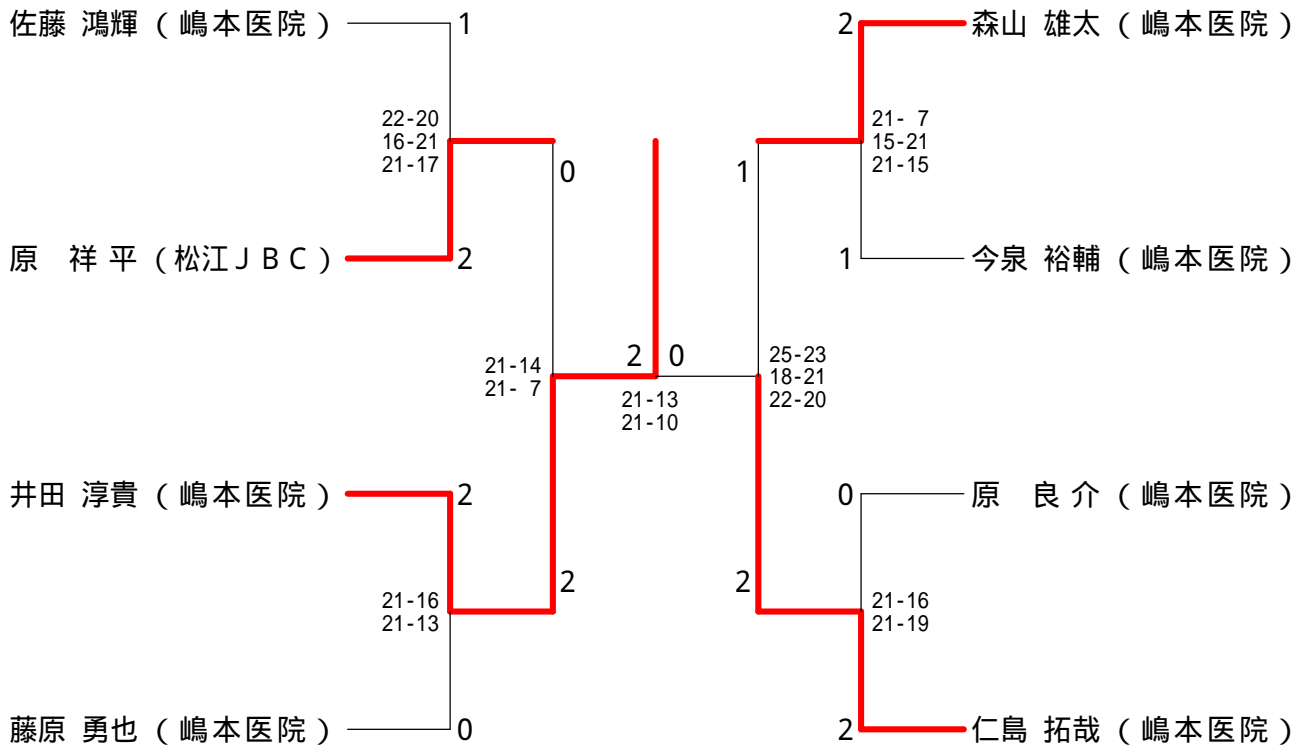 佐藤 鴻輝 ( 嶋本医院 ) 1
2 森山 雄太 ( 嶋本医院 )
22-20
16-21
21-17
21- 7
15-21
21-15
0
1
原 祥平 ( 松江ＪＢＣ ) 2
1 今泉 裕輔 ( 嶋本医院 )
21-14
21- 7
2 0
21-13
21-10
25-23
18-21
22-20
井田 淳貴 ( 嶋本医院 ) 2
0 原 良介 ( 嶋本医院 )
21-16
21-13
2
2
21-16
21-19
藤原 勇也 ( 嶋本医院 ) 0
2 仁島 拓哉 ( 嶋本医院 )